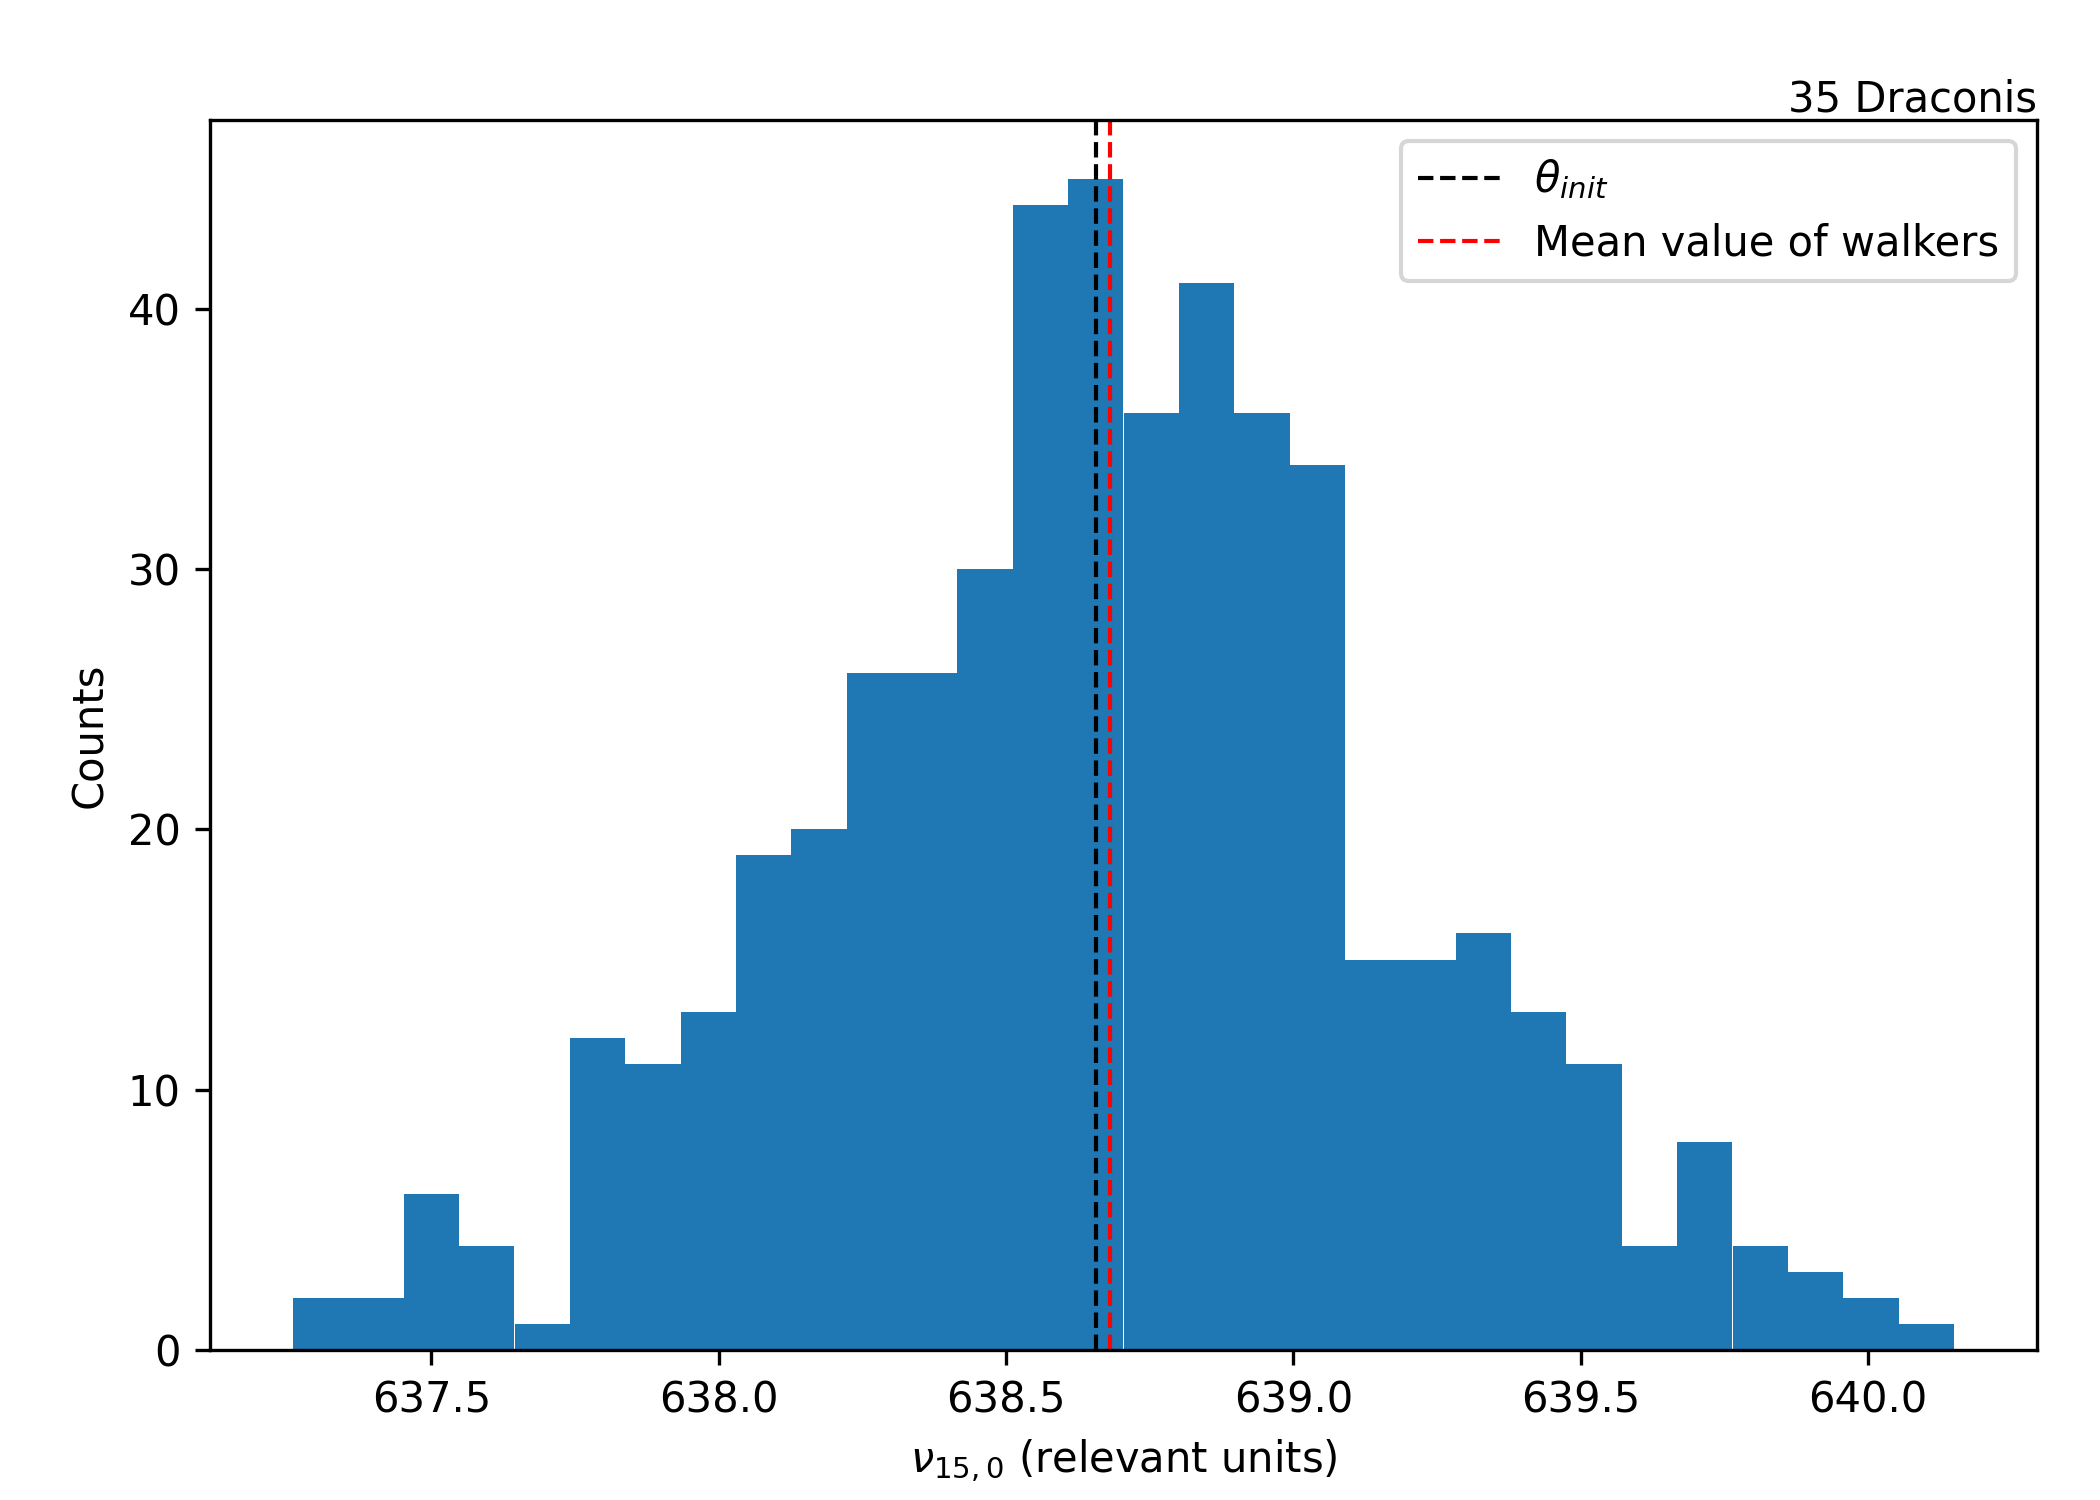 35 Draconis
θ_init
Mean value of walkers
Counts
40
30
20
10
0
637.5 638.0 638.5 639.0 639.5 640.0
ν_15,0 (relevant units)